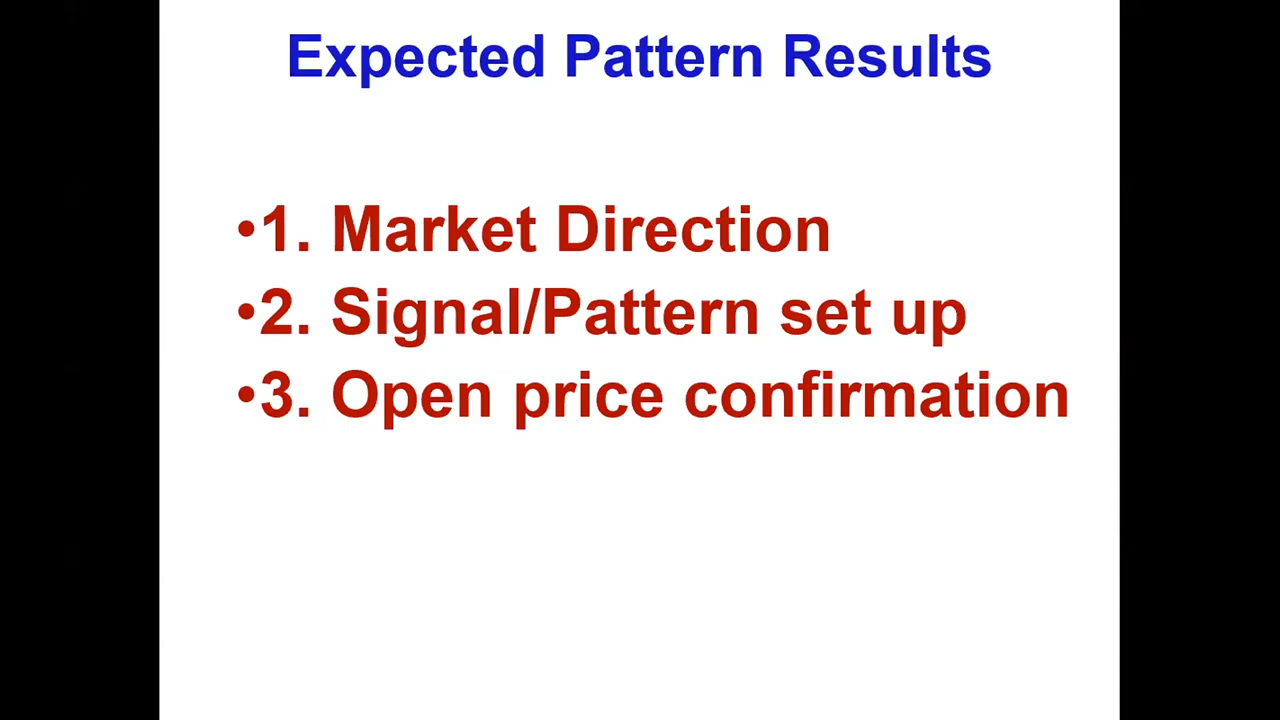 Expected Pattern Results
•1. Market Direction
•2. Signal/Pattern set up
•3. Open price confirmation